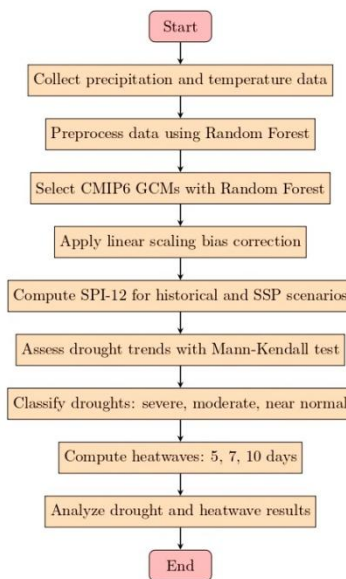 Start
Collect precipitation and temperature data
Preprocess data using Random Forest
Select CMIP6 GCMs with Random Forest
Apply linear scaling bias correction
Compute SPI-12 for historical and SSP scenarios
Assess drought trends with Mann-Kendall test
Classify droughts: severe, moderate, near normal
Compute heatwaves: 5, 7, 10 days
Analyze drought and heatwave results
End